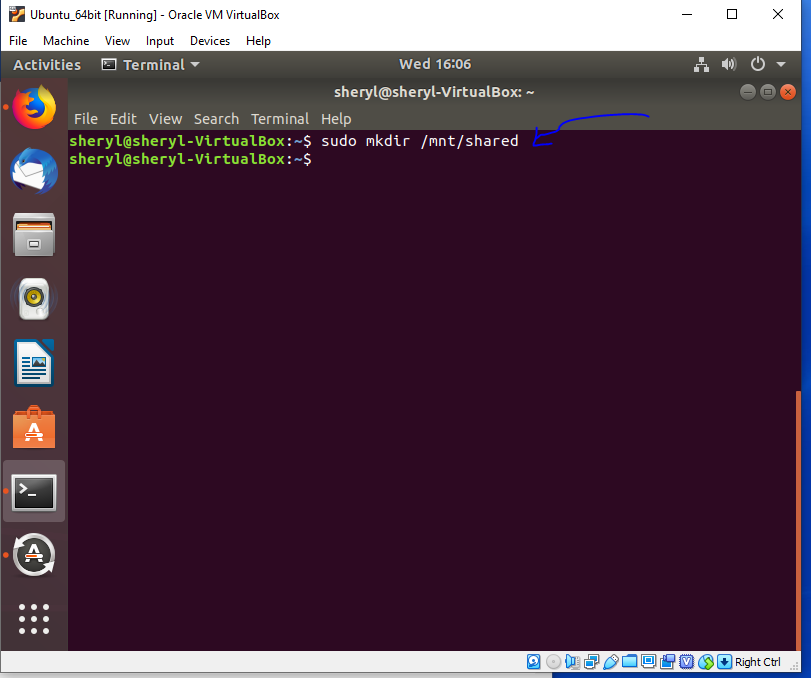 Ubuntu_64bit [Running] - Oracle VM VirtualBox
File Machine View Input Devices Help
Activities Terminal Wed 16:06
sheryl@sheryl-VirtualBox: ~
File Edit View Search Terminal Help
sheryl@sheryl-VirtualBox:~$ sudo mkdir /mnt/shared
sheryl@sheryl-VirtualBox:~$
Right Ctrl